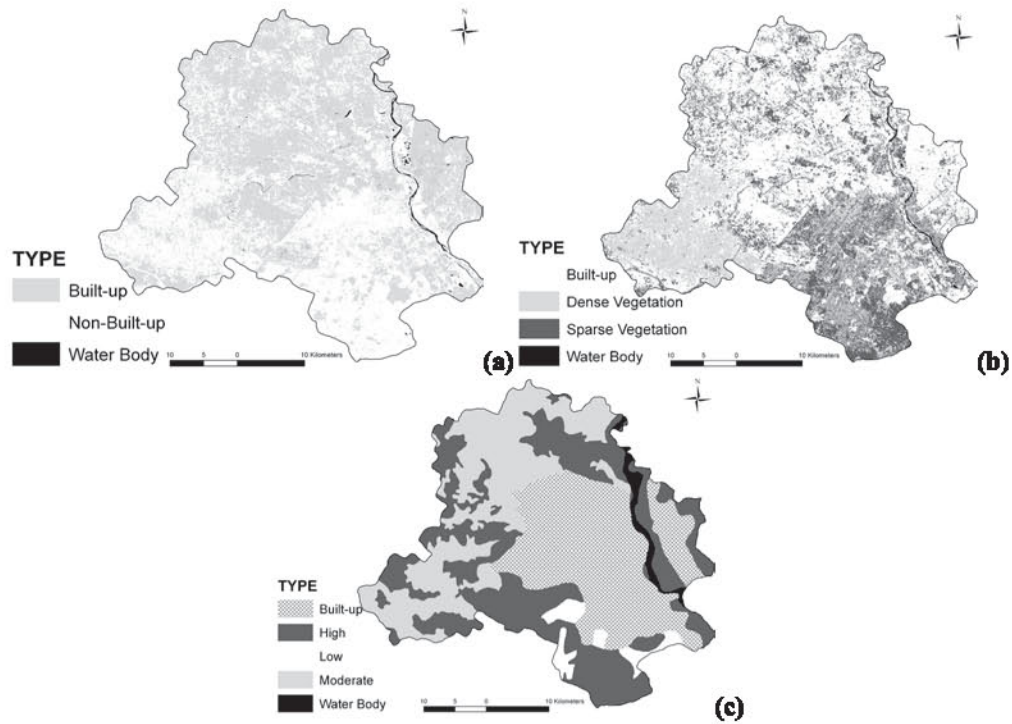 N
TYPE
Built-up
Non-Built-up
Water Body
10 5 0 10 Kilometers
(a)
N
TYPE
Built-up
Dense Vegetation
Sparse Vegetation
Water Body
10 5 0 10 Kilometers
(b)
N
TYPE
Built-up
High
Low
Moderate
Water Body
10 5 0 10 Kilometers
(c)